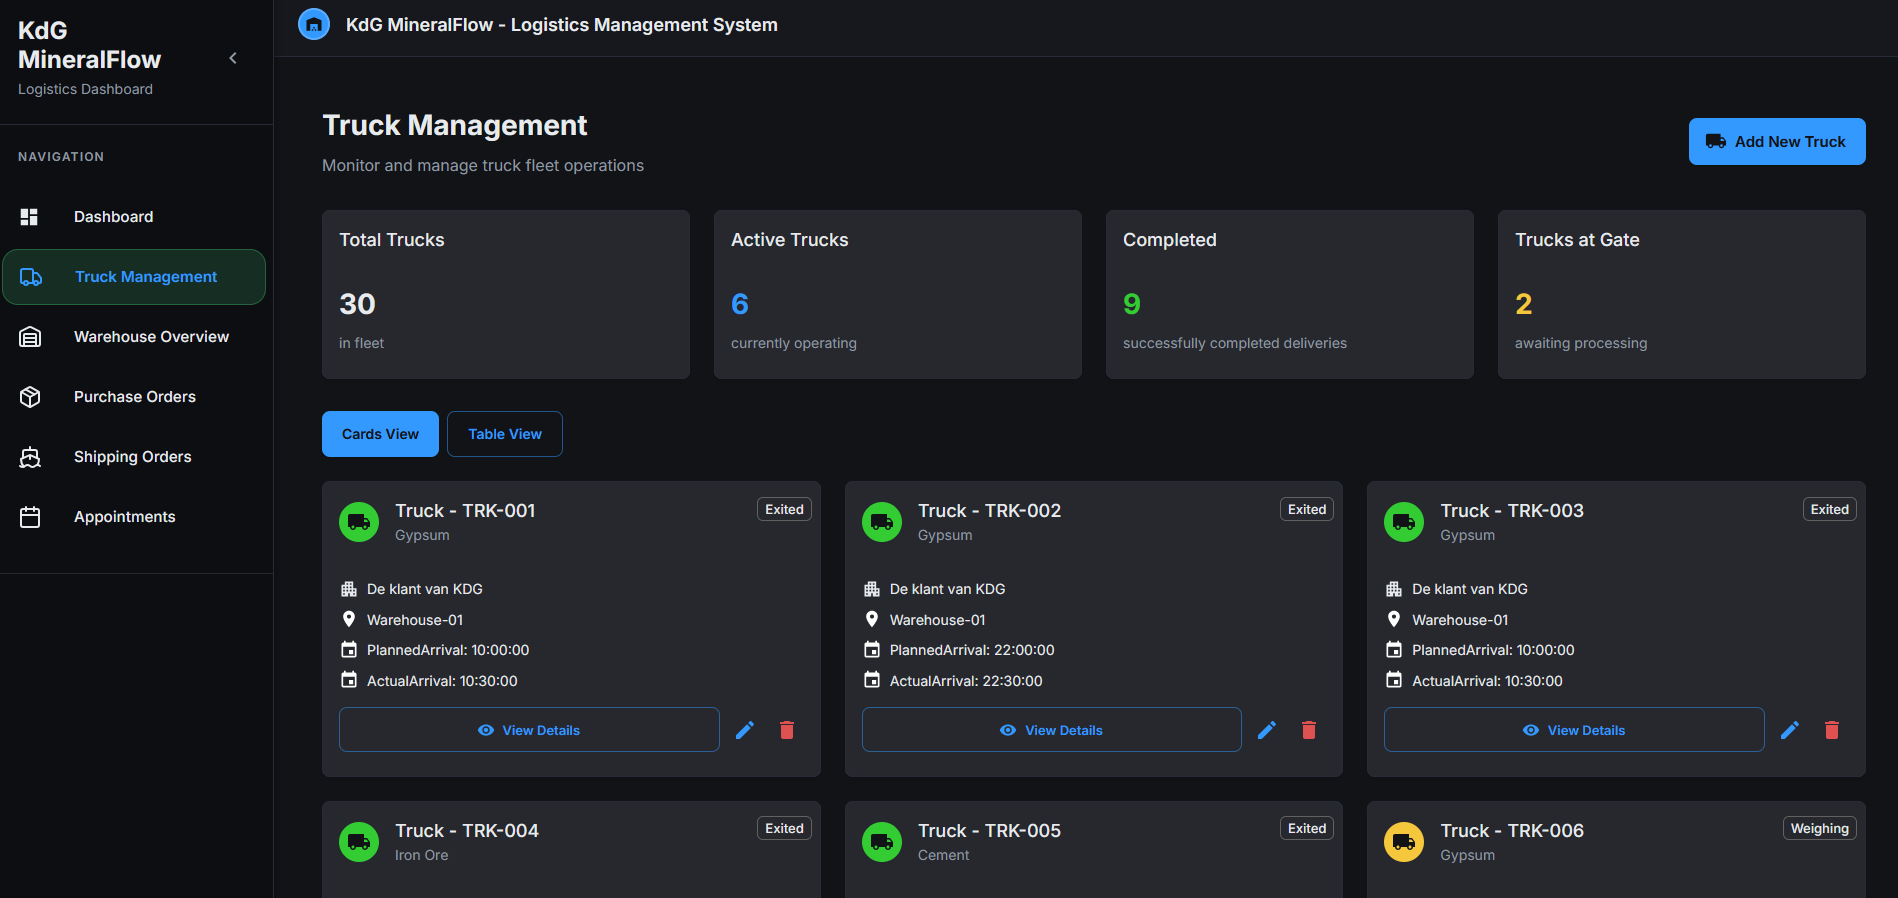 KdG
MineralFlow
Logistics Dashboard
NAVIGATION
Dashboard
Truck Management
Warehouse Overview
Purchase Orders
Shipping Orders
Appointments
KdG MineralFlow - Logistics Management System
Truck Management
Monitor and manage truck fleet operations
Add New Truck
Total Trucks
30
in fleet
Active Trucks
6
currently operating
Completed
9
successfully completed deliveries
Trucks at Gate
2
awaiting processing
Cards View
Table View
Truck - TRK-001
Exited
Gypsum
De klant van KDG
Warehouse-01
PlannedArrival: 10:00:00
ActualArrival: 10:30:00
View Details
Truck - TRK-002
Exited
Gypsum
De klant van KDG
Warehouse-01
PlannedArrival: 22:00:00
ActualArrival: 22:30:00
View Details
Truck - TRK-003
Exited
Gypsum
De klant van KDG
Warehouse-01
PlannedArrival: 10:00:00
ActualArrival: 10:30:00
View Details
Truck - TRK-004
Exited
Iron Ore
Truck - TRK-005
Exited
Cement
Truck - TRK-006
Weighing
Gypsum